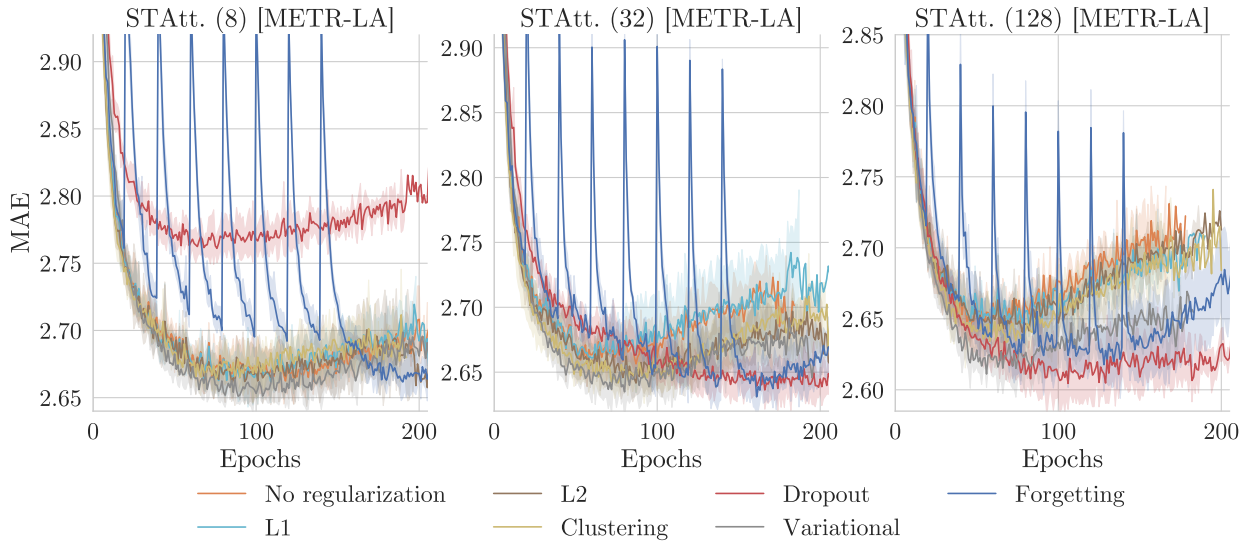 STAtt. (8) [METR-LA]
STAtt. (32) [METR-LA]
STAtt. (128) [METR-LA]
MAE
2.90
2.85
2.80
2.75
2.70
2.65
0
100
200
Epochs
2.90
2.85
2.80
2.75
2.70
2.65
0
100
200
Epochs
2.85
2.80
2.75
2.70
2.65
2.60
0
100
200
Epochs
No regularization
L2
Dropout
Forgetting
L1
Clustering
Variational